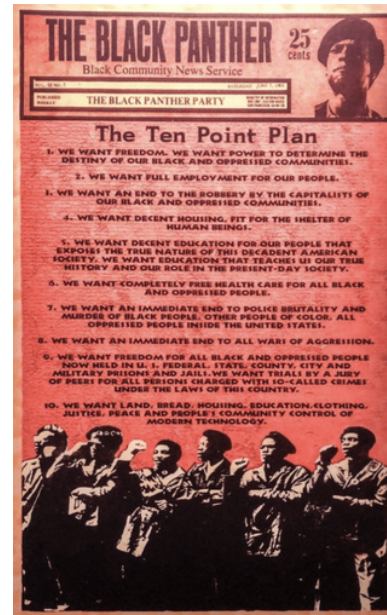 THE BLACK PANTHER
25
cents
Black Community News Service
PUBLISHED
WEEKLY
THE BLACK PANTHER PARTY
The Ten Point Plan
1. WE WANT FREEDOM. WE WANT POWER TO DETERMINE THE
DESTINY OF OUR BLACK AND OPPRESSED COMMUNITIES.
2. WE WANT FULL EMPLOYMENT FOR OUR PEOPLE.
3. WE WANT AN END TO THE ROBBERY BY THE CAPITALISTS OF
OUR BLACK AND OPPRESSED COMMUNITIES.
4. WE WANT DECENT HOUSING, FIT FOR THE SHELTER OF
HUMAN BEINGS.
5. WE WANT DECENT EDUCATION FOR OUR PEOPLE THAT
EXPOSES THE TRUE NATURE OF THIS DECADENT AMERICAN
SOCIETY. WE WANT EDUCATION THAT TEACHES US OUR TRUE
HISTORY AND OUR ROLE IN THE PRESENT-DAY SOCIETY.
6. WE WANT COMPLETELY FREE HEALTH CARE FOR ALL BLACK
AND OPPRESSED PEOPLE.
7. WE WANT AN IMMEDIATE END TO POLICE BRUTALITY AND
MURDER OF BLACK PEOPLE, OTHER PEOPLE OF COLOR, ALL
OPPRESSED PEOPLE INSIDE THE UNITED STATES.
8. WE WANT AN IMMEDIATE END TO ALL WARS OF AGGRESSION.
9. WE WANT FREEDOM FOR ALL BLACK AND OPPRESSED PEOPLE
NOW HELD IN U. S. FEDERAL, STATE, COUNTY, CITY AND
MILITARY PRISONS AND JAILS. WE WANT TRIALS BY A JURY
OF PEERS FOR ALL PERSONS CHARGED WITH SO-CALLED CRIMES
UNDER THE LAWS OF THIS COUNTRY.
10. WE WANT LAND, BREAD, HOUSING, EDUCATION, CLOTHING,
JUSTICE, PEACE AND PEOPLE'S COMMUNITY CONTROL OF
MODERN TECHNOLOGY.